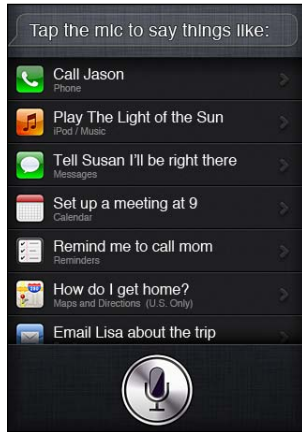 Tap the mic to say things like:
Call Jason
Phone
Play The Light of the Sun
iPod / Music
Tell Susan I'll be right there
Messages
Set up a meeting at 9
Calendar
Remind me to call mom
Reminders
How do I get home?
Maps and Directions (U.S. Only)
Email Lisa about the trip